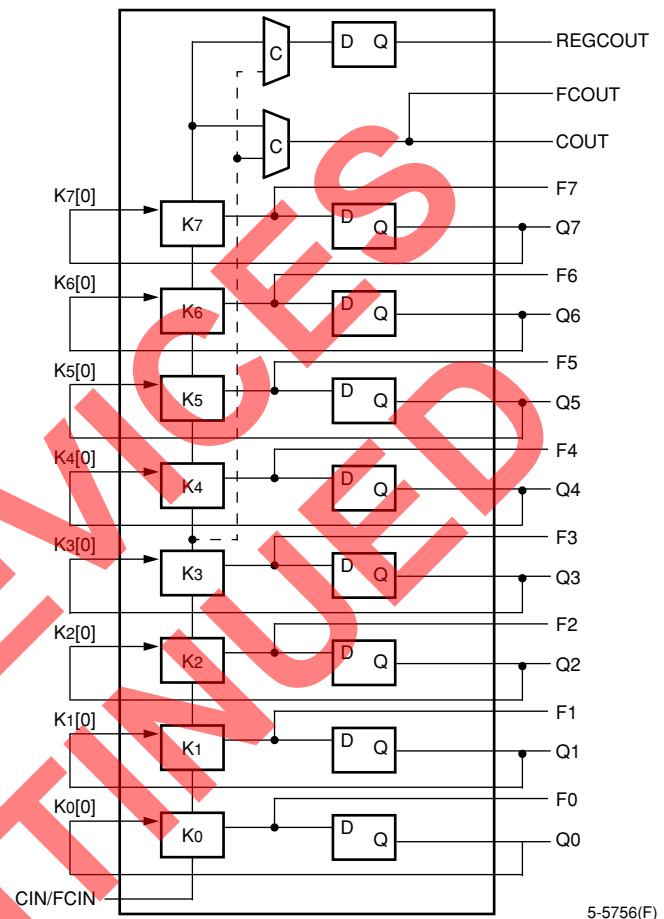 C
D Q
REGCOUT
FCOUT
C
COUT
F7
K7[0]
K7
D Q
Q7
F6
K6[0]
K6
D Q
Q6
F5
K5[0]
K5
D Q
Q5
F4
K4[0]
K4
D Q
Q4
F3
K3[0]
K3
D Q
Q3
F2
K2[0]
K2
D Q
Q2
F1
K1[0]
K1
D Q
Q1
F0
K0[0]
K0
D Q
Q0
CIN/FCIN
5-5756(F)
EVICES
TINUED